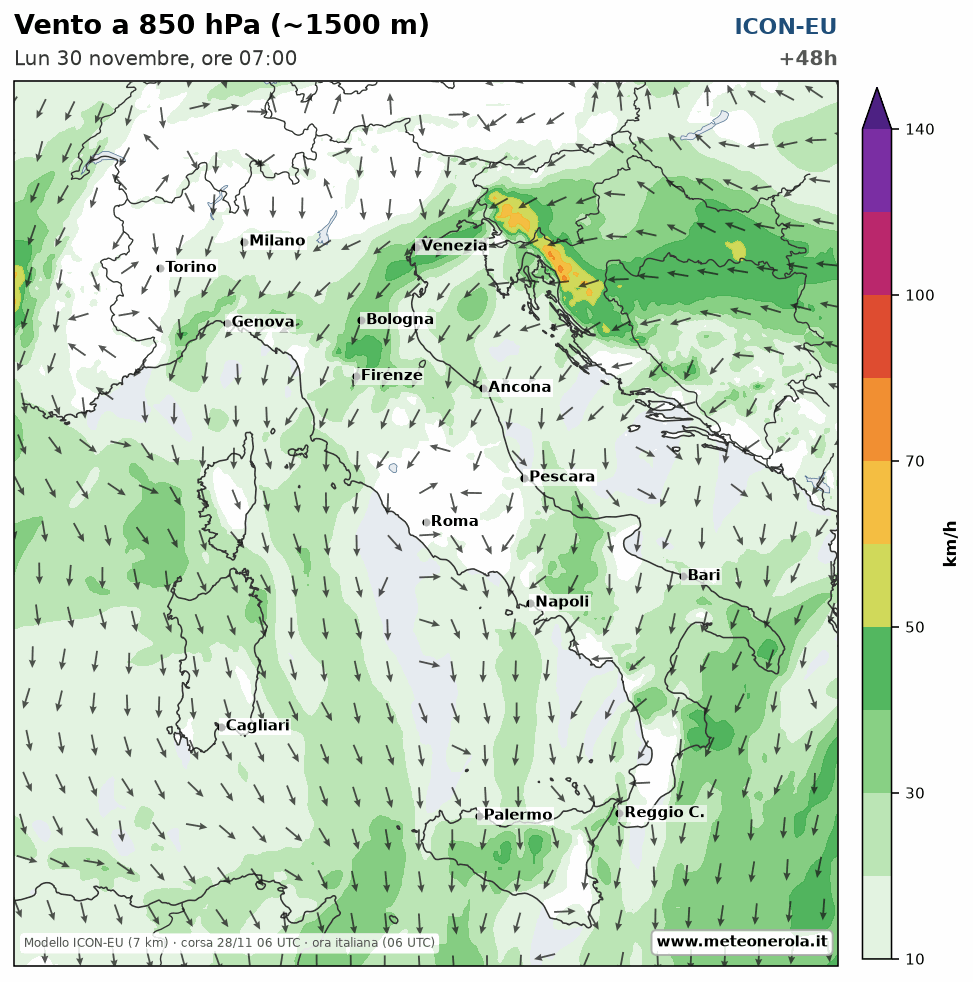 Vento a 850 hPa (~1500 m)
ICON-EU
Lun 30 novembre, ore 07:00
+48h
140
Milano
Venezia
Torino
100
Genova
Bologna
Firenze
Ancona
70
Pescara
Roma
km/h
Bari
Napoli
50
Cagliari
30
Palermo
Reggio C.
Modello ICON-EU (7 km) · corsa 28/11 06 UTC · ora italiana (06 UTC)
www.meteonerola.it
10